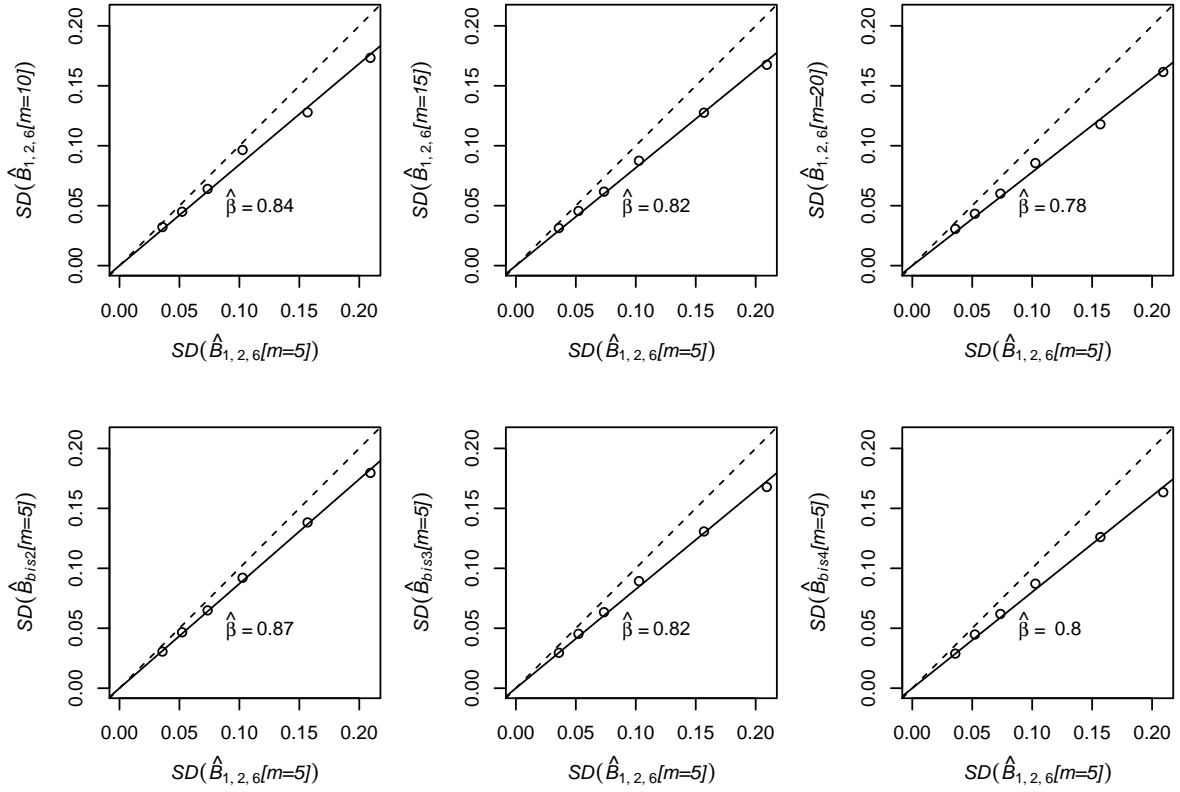 SD(B̂1, 2, 6[m=10])
0.00 0.05 0.10 0.15 0.20
β̂ = 0.84
0.00 0.05 0.10 0.15 0.20
SD(B̂1, 2, 6[m=5])
SD(B̂1, 2, 6[m=15])
0.00 0.05 0.10 0.15 0.20
β̂ = 0.82
0.00 0.05 0.10 0.15 0.20
SD(B̂1, 2, 6[m=5])
SD(B̂1, 2, 6[m=20])
0.00 0.05 0.10 0.15 0.20
β̂ = 0.78
0.00 0.05 0.10 0.15 0.20
SD(B̂1, 2, 6[m=5])
SD(B̂bis2[m=5])
0.00 0.05 0.10 0.15 0.20
β̂ = 0.87
0.00 0.05 0.10 0.15 0.20
SD(B̂1, 2, 6[m=5])
SD(B̂bis3[m=5])
0.00 0.05 0.10 0.15 0.20
β̂ = 0.82
0.00 0.05 0.10 0.15 0.20
SD(B̂1, 2, 6[m=5])
SD(B̂bis4[m=5])
0.00 0.05 0.10 0.15 0.20
β̂ = 0.8
0.00 0.05 0.10 0.15 0.20
SD(B̂1, 2, 6[m=5])